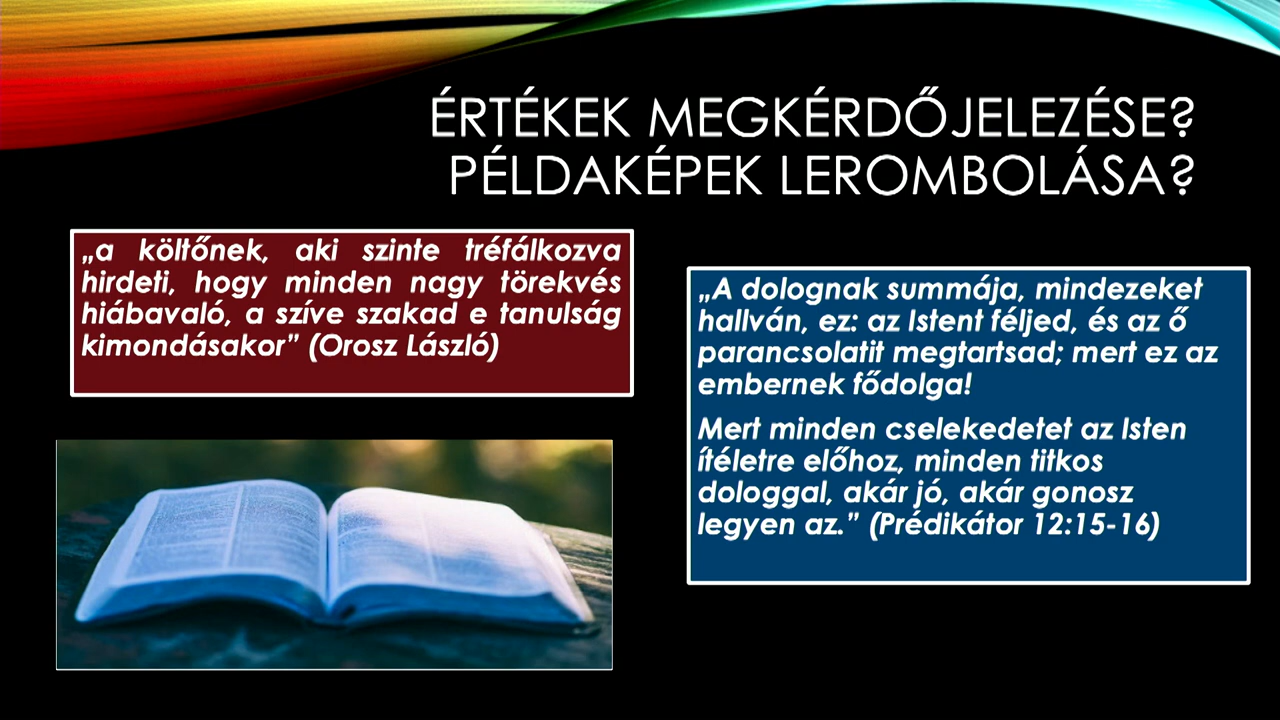 ÉRTÉKEK MEGKÉRDŐJELEZÉSE?
PÉLDAKÉPEK LEROMBOLÁSA?
„a költőnek, aki szinte tréfálkozva
hirdeti, hogy minden nagy törekvés
hiábavaló, a szíve szakad e tanulság
kimondásakor” (Orosz László)
„A dolognak summája, mindezeket
hallván, ez: az Istent féljed, és az ő
parancsolatit megtartsad; mert ez az
embernek fődolga!
Mert minden cselekedetet az Isten
ítéletre előhoz, minden titkos
dologgal, akár jó, akár gonosz
legyen az.” (Prédikátor 12:15-16)